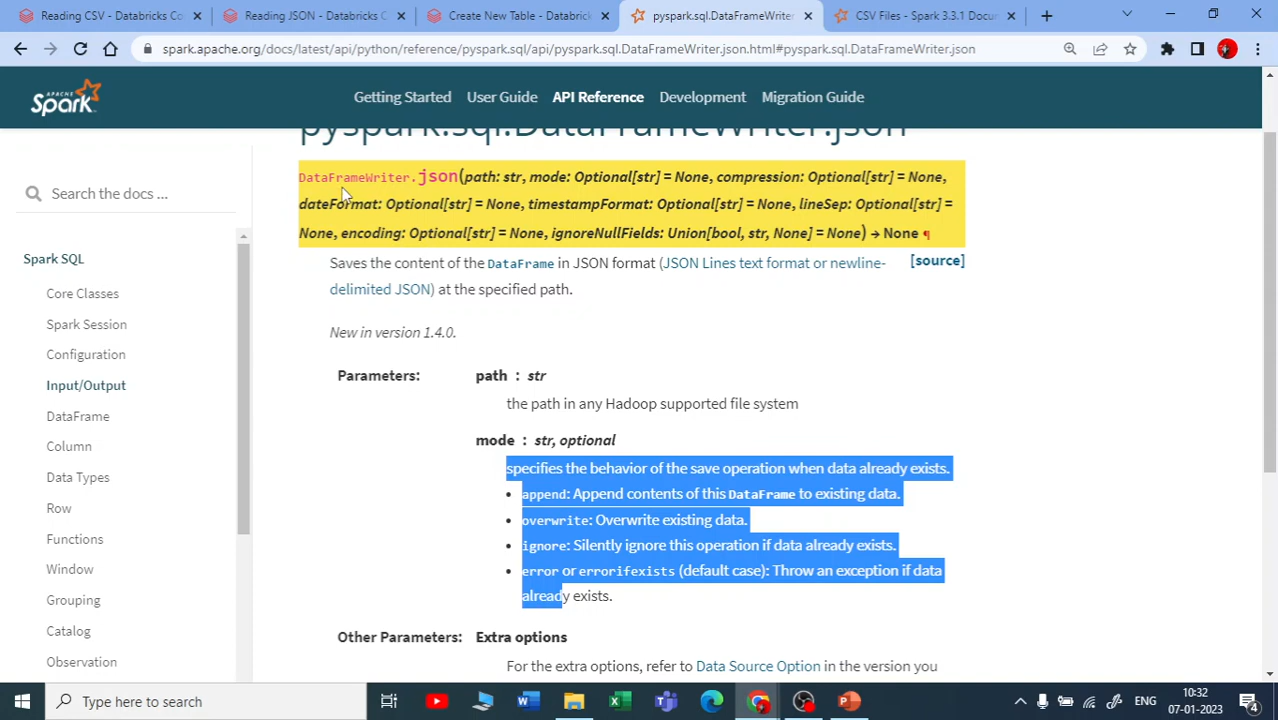 Reading CSV - Databricks Co
Reading JSON - Databricks C
Create New Table - Databrick
pyspark.sql.DataFrameWriter
CSV Files - Spark 3.3.1 Docum
spark.apache.org/docs/latest/api/python/reference/pyspark.sql/api/pyspark.sql.DataFrameWriter.json.html#pyspark.sql.DataFrameWriter.json
APACHE
Spark
Getting Started User Guide API Reference Development Migration Guide
pyspark.sql.DataFrameWriter.json
Search the docs ...
Spark SQL
Core Classes
Spark Session
Configuration
Input/Output
DataFrame
Column
Data Types
Row
Functions
Window
Grouping
Catalog
Observation
DataFrameWriter.json(path: str, mode: Optional[str] = None, compression: Optional[str] = None,
dateFormat: Optional[str] = None, timestampFormat: Optional[str] = None, lineSep: Optional[str] =
None, encoding: Optional[str] = None, ignoreNullFields: Union[bool, str, None] = None) → None ¶
Saves the content of the DataFrame in JSON format (JSON Lines text format or newline- [source]
delimited JSON) at the specified path.
New in version 1.4.0.
Parameters: path : str
the path in any Hadoop supported file system
mode : str, optional
specifies the behavior of the save operation when data already exists.
• append: Append contents of this DataFrame to existing data.
• overwrite: Overwrite existing data.
• ignore: Silently ignore this operation if data already exists.
• error or errorifexists (default case): Throw an exception if data
already exists.
Other Parameters: Extra options
For the extra options, refer to Data Source Option in the version you
Type here to search
ENG
10:32
07-01-2023
4